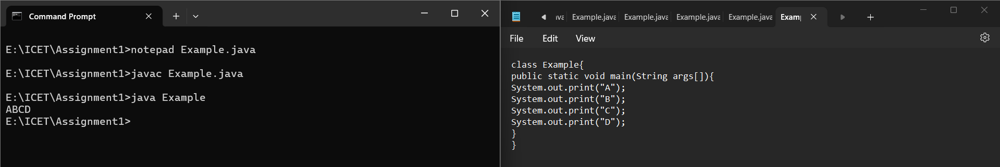 Command Prompt
E:\ICET\Assignment1>notepad Example.java
E:\ICET\Assignment1>javac Example.java
E:\ICET\Assignment1>java Example
ABCD
E:\ICET\Assignment1>
Example.java Example.java Example.java Example.java Exam
File Edit View
class Example{
public static void main(String args[]){
System.out.print("A");
System.out.print("B");
System.out.print("C");
System.out.print("D");
}
}